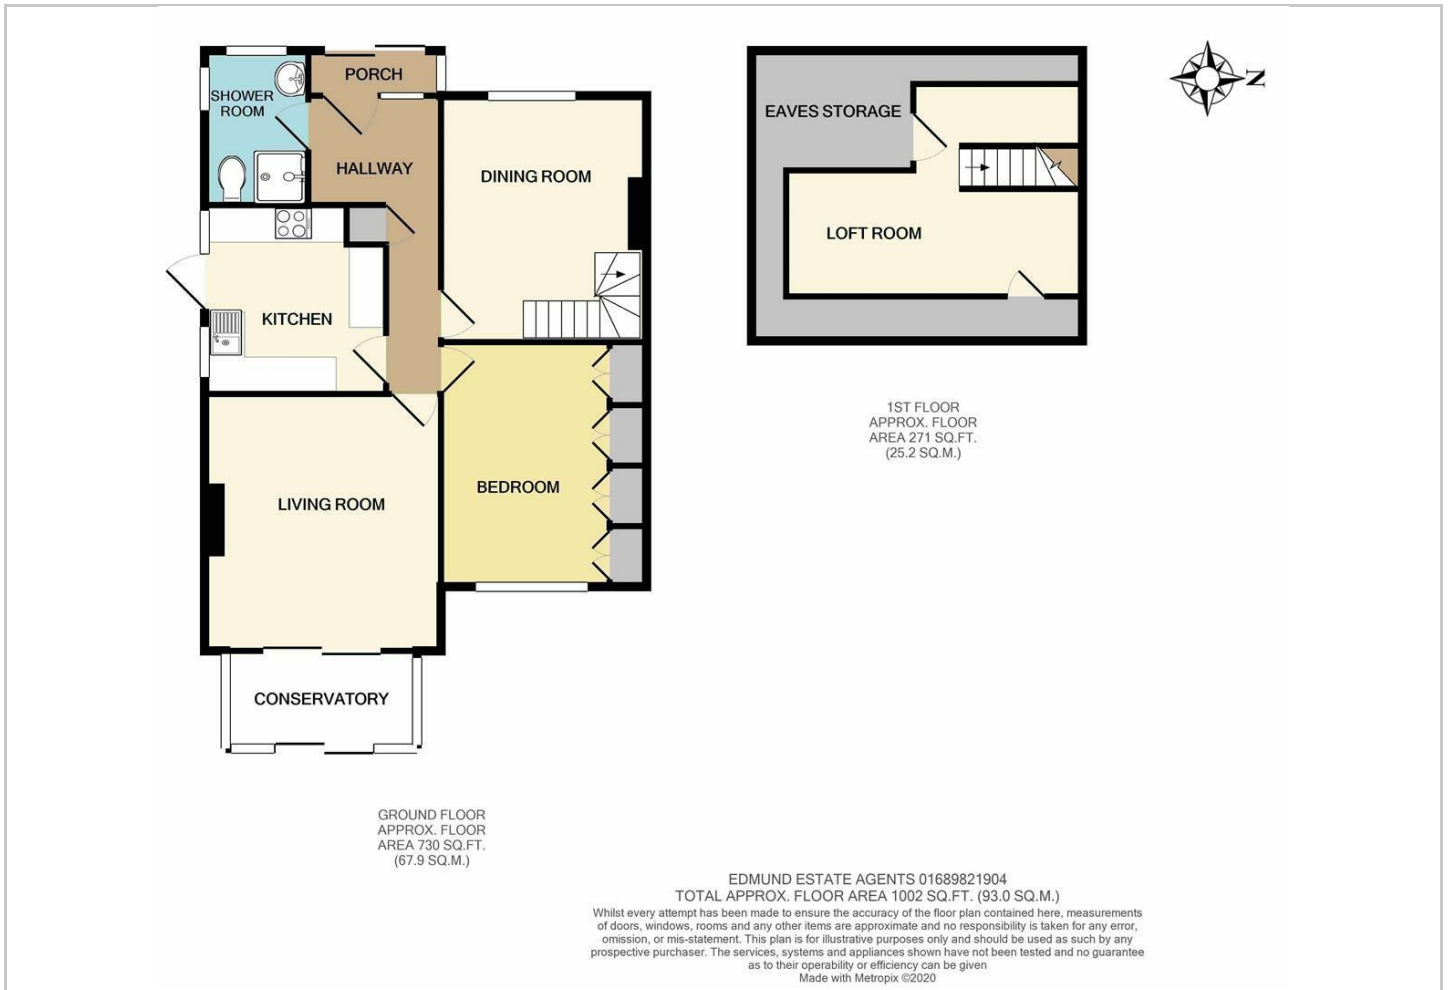 PORCH
SHOWER
ROOM
HALLWAY
DINING ROOM
KITCHEN
LIVING ROOM
BEDROOM
CONSERVATORY
GROUND FLOOR
APPROX. FLOOR
AREA 730 SQ.FT.
(67.9 SQ.M.)
EAVES STORAGE
LOFT ROOM
1ST FLOOR
APPROX. FLOOR
AREA 271 SQ.FT.
(25.2 SQ.M.)
N
EDMUND ESTATE AGENTS 01689821904
TOTAL APPROX. FLOOR AREA 1002 SQ.FT. (93.0 SQ.M.)
Whilst every attempt has been made to ensure the accuracy of the floor plan contained here, measurements
of doors, windows, rooms and any other items are approximate and no responsibility is taken for any error,
omission, or mis-statement. This plan is for illustrative purposes only and should be used as such by any
prospective purchaser. The services, systems and appliances shown have not been tested and no guarantee
as to their operability or efficiency can be given
Made with Metropix ©2020